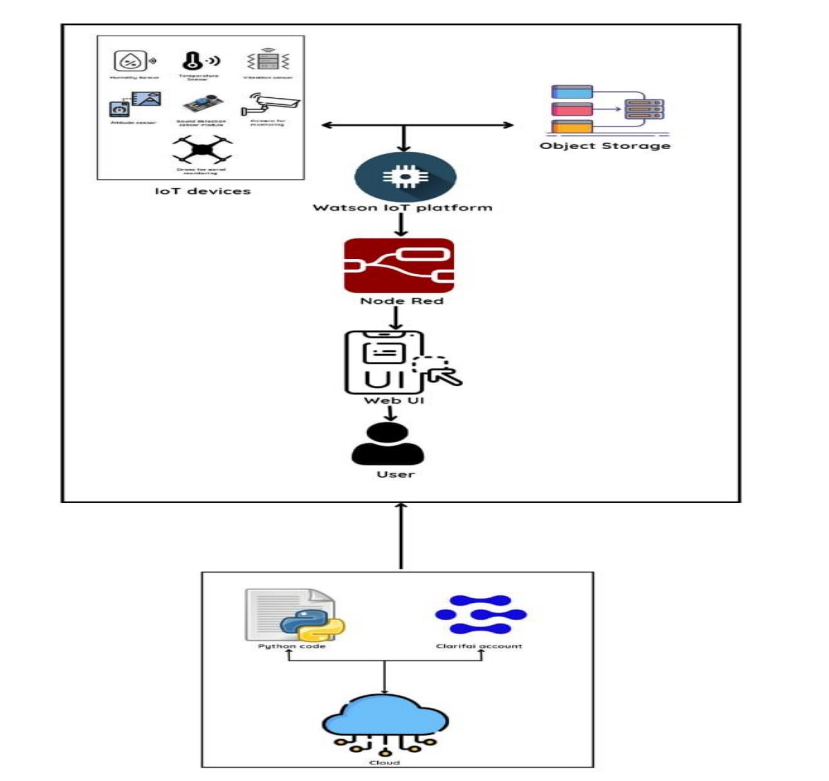 Humidity Sensor
Temperature
Sensor
Vibration sensor
Altitude sensor
Sound detection
sensor module
monitoring
Drone for aerial
monitoring
IoT devices
Object Storage
Watson IoT platform
Node Red
UI
Web UI
User
Python code
Clarifai account
Cloud